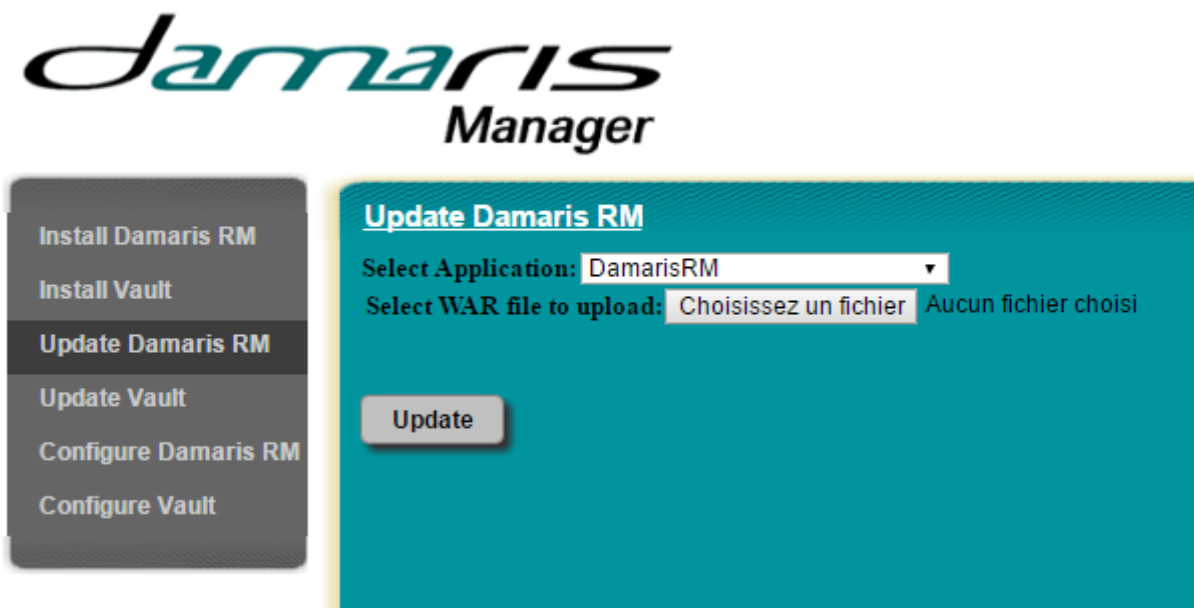 damaris
Manager
Install Damaris RM
Install Vault
Update Damaris RM
Update Vault
Configure Damaris RM
Configure Vault
Update Damaris RM
Select Application: DamarisRM
Select WAR file to upload: Choisissez un fichier Aucun fichier choisi
Update